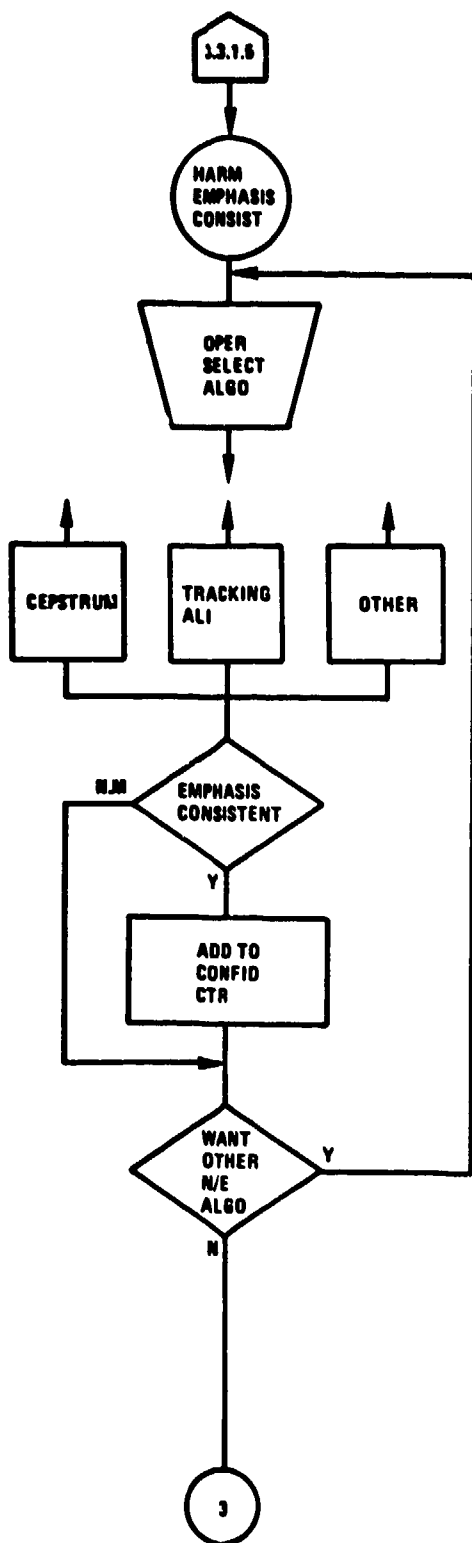 3.3.1.5
HARM
EMPHASIS
CONSIST
OPER
SELECT
ALGO
CEPSTRUM
TRACKING
ALI
OTHER
N,M
EMPHASIS
CONSISTENT
Y
ADD TO
CONFID
CTR
WANT
OTHER
N/E
ALGO
Y
N
3